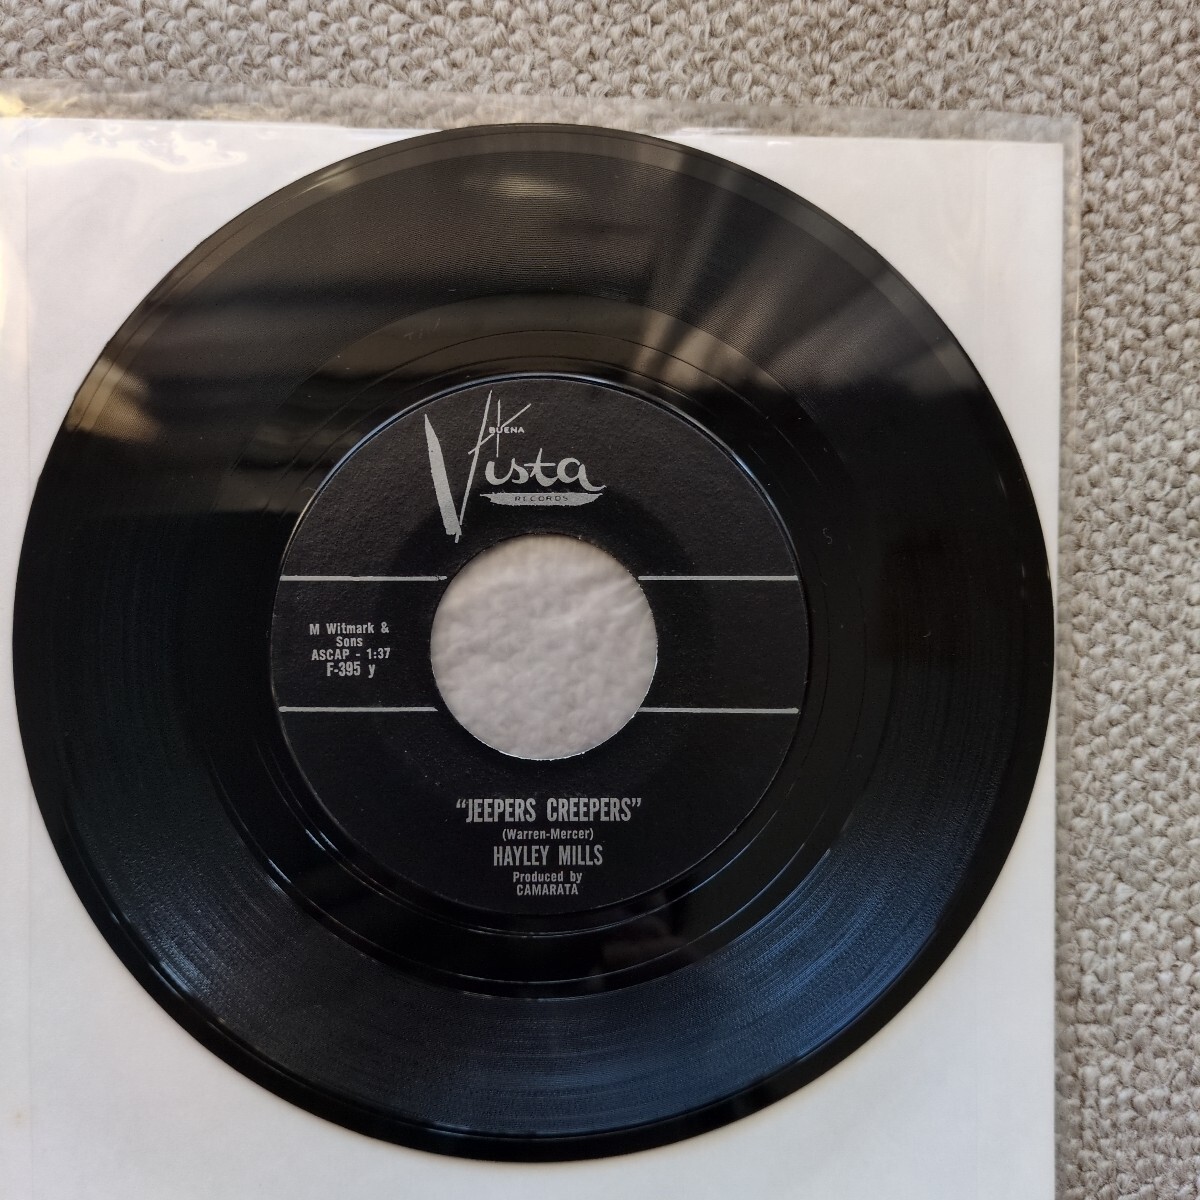 BUENA
Vista
RECORDS
M Witmark &
Sons
ASCAP - 1:37
F-395 y
"JEEPERS CREEPERS"
(Warren-Mercer)
HAYLEY MILLS
Produced by
CAMARATA